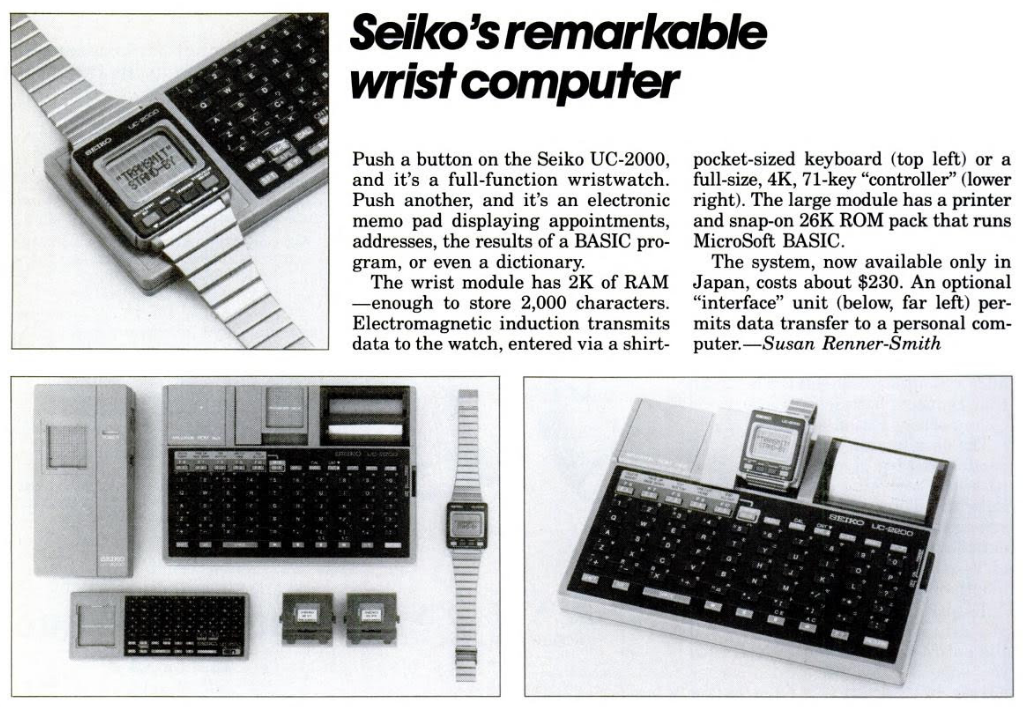 Seiko's remarkable
wrist computer
Push a button on the Seiko UC-2000,
and it's a full-function wristwatch.
Push another, and it's an electronic
memo pad displaying appointments,
addresses, the results of a BASIC pro-
gram, or even a dictionary.
The wrist module has 2K of RAM
—enough to store 2,000 characters.
Electromagnetic induction transmits
data to the watch, entered via a shirt-
pocket-sized keyboard (top left) or a
full-size, 4K, 71-key “controller” (lower
right). The large module has a printer
and snap-on 26K ROM pack that runs
MicroSoft BASIC.
The system, now available only in
Japan, costs about $230. An optional
“interface” unit (below, far left) per-
mits data transfer to a personal com-
puter.—Susan Renner-Smith
SEIKO UC-2000
"TRANSMIT"
STAND-BY
SEIKO
SEIKO UC-2200
SEIKO UC-2200